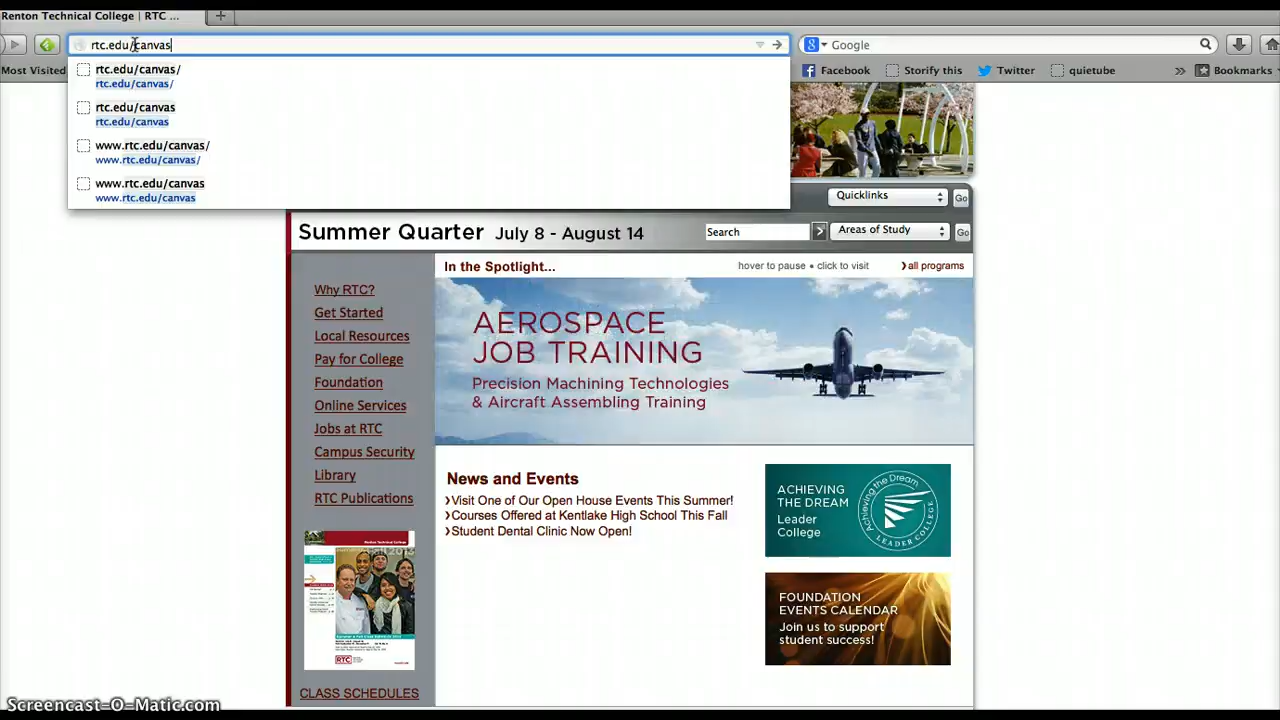 Renton Technical College | RTC ...
rtc.edu/canvas
Google
Most Visited
Facebook
Storify this
Twitter
quietube
Bookmarks
rtc.edu/canvas/
rtc.edu/canvas/
rtc.edu/canvas
rtc.edu/canvas
www.rtc.edu/canvas/
www.rtc.edu/canvas/
www.rtc.edu/canvas
www.rtc.edu/canvas
Quicklinks
Go
Summer Quarter July 8 - August 14
Search
Areas of Study
Go
In the Spotlight...
hover to pause • click to visit
all programs
Why RTC?
Get Started
Local Resources
Pay for College
Foundation
Online Services
Jobs at RTC
Campus Security
Library
RTC Publications
AEROSPACE
JOB TRAINING
Precision Machining Technologies
& Aircraft Assembling Training
News and Events
Visit One of Our Open House Events This Summer!
Courses Offered at Kentlake High School This Fall
Student Dental Clinic Now Open!
ACHIEVING
THE DREAM
Leader
College
Achieving the Dream
LEADER COLLEGE
FOUNDATION
EVENTS CALENDAR
Join us to support
student success!
RTC
CLASS SCHEDULES
Screencast-O-Matic.com